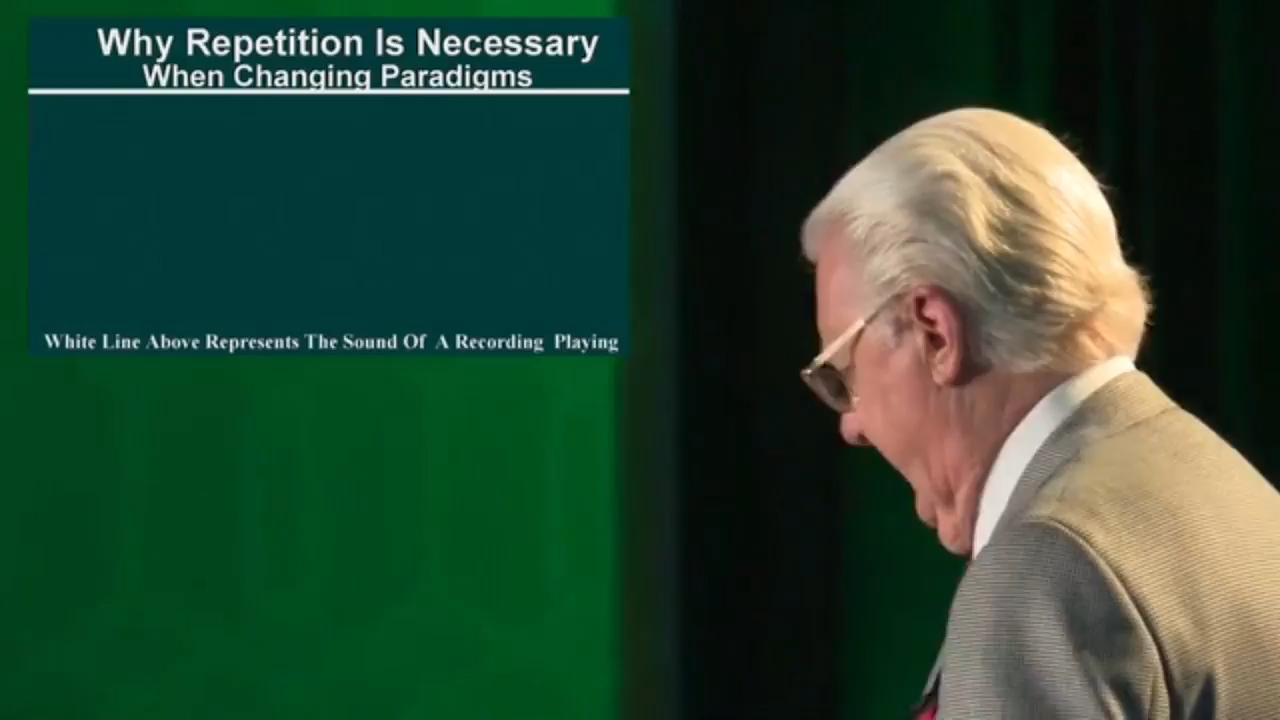 Why Repetition Is Necessary
When Changing Paradigms
White Line Above Represents The Sound Of A Recording Playing